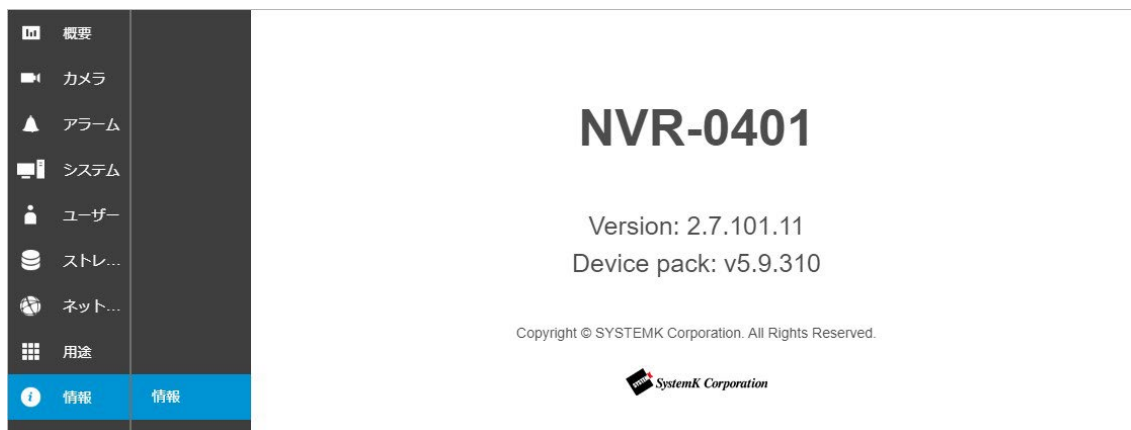 概要
カメラ
アラーム
システム
ユーザー
ストレ...
ネット...
用途
情報
情報
NVR-0401
Version: 2.7.101.11
Device pack: v5.9.310
Copyright © SYSTEMK Corporation. All Rights Reserved.
SystemK Corporation